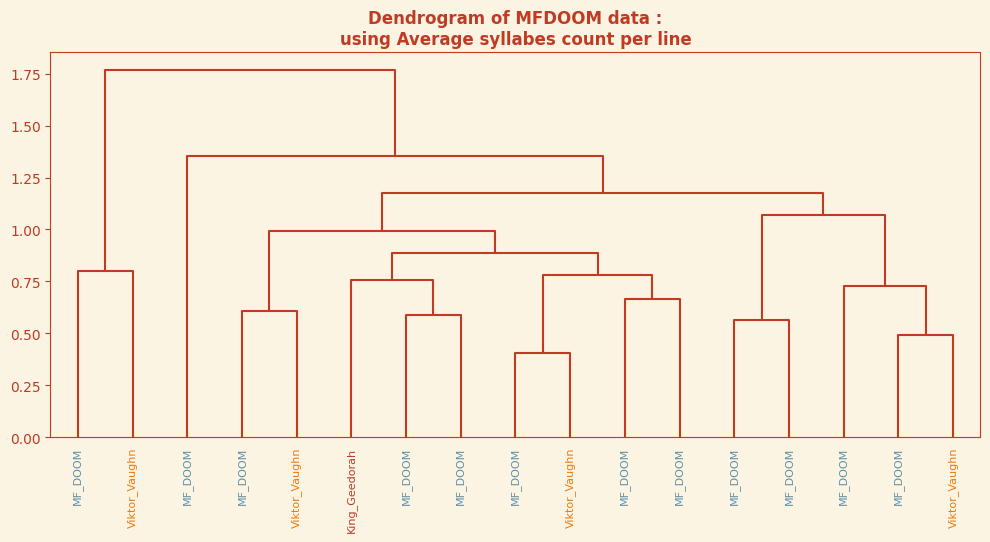 Dendrogram of MFDOOM data :
using Average syllabes count per line
1.75
1.50
1.25
1.00
0.75
0.50
0.25
0.00
MF_DOOM
Viktor_Vaughn
MF_DOOM
MF_DOOM
Viktor_Vaughn
King_Geedorah
MF_DOOM
MF_DOOM
MF_DOOM
Viktor_Vaughn
MF_DOOM
MF_DOOM
MF_DOOM
MF_DOOM
MF_DOOM
MF_DOOM
Viktor_Vaughn